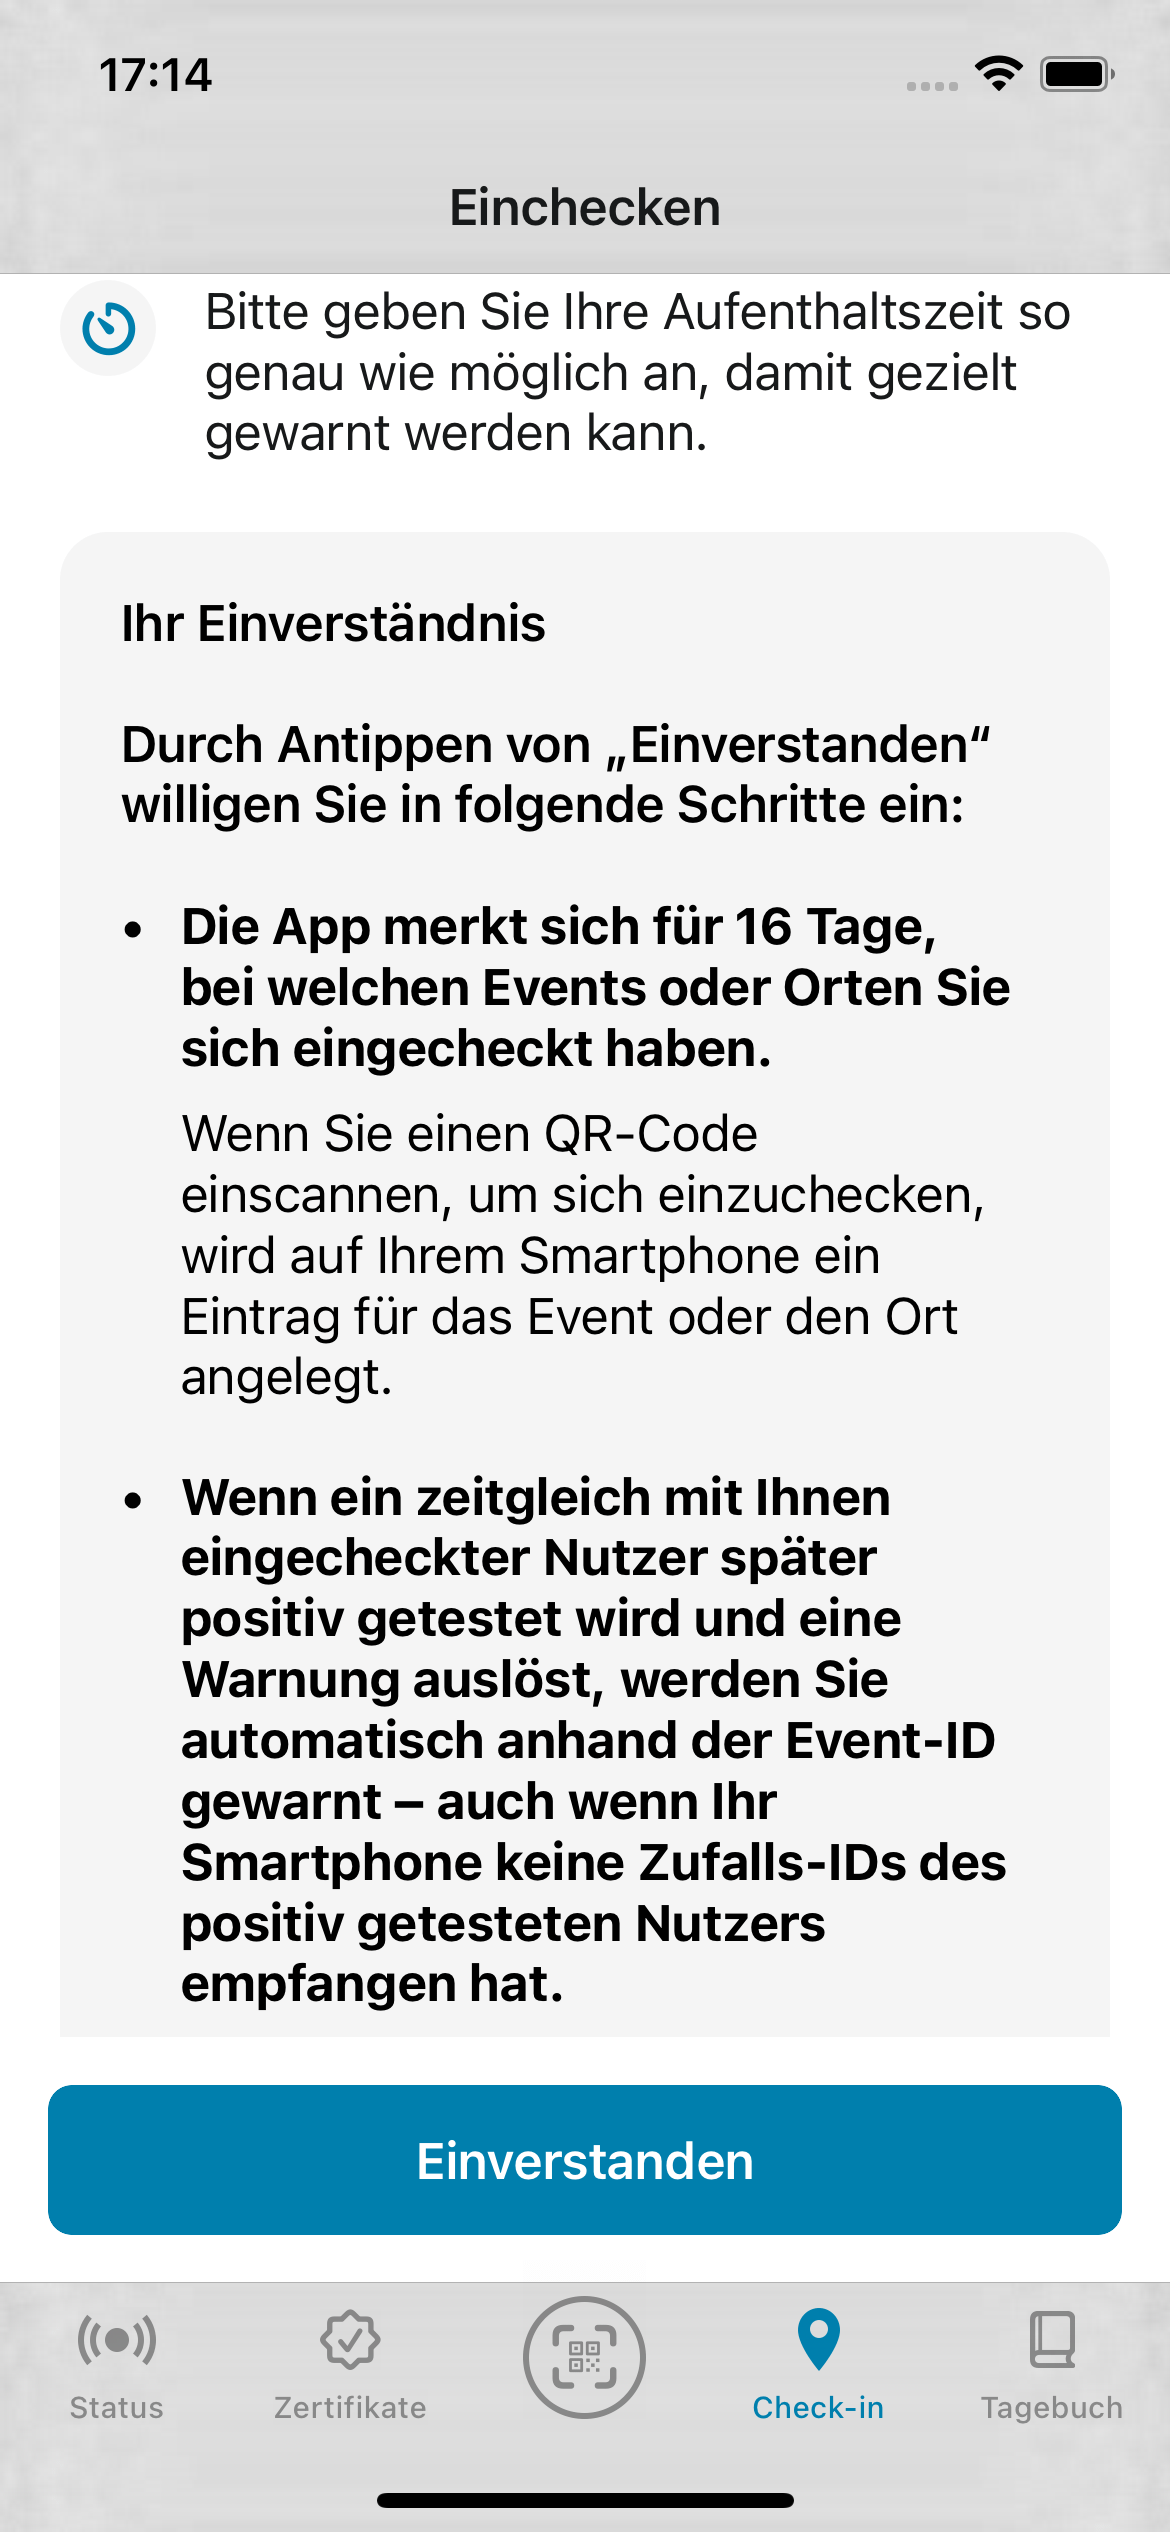 17:14
Einchecken
Bitte geben Sie Ihre Aufenthaltszeit so
genau wie möglich an, damit gezielt
gewarnt werden kann.
Ihr Einverständnis
Durch Antippen von „Einverstanden“
willigen Sie in folgende Schritte ein:
• Die App merkt sich für 16 Tage,
bei welchen Events oder Orten Sie
sich eingecheckt haben.
Wenn Sie einen QR-Code
einscannen, um sich einzuchecken,
wird auf Ihrem Smartphone ein
Eintrag für das Event oder den Ort
angelegt.
• Wenn ein zeitgleich mit Ihnen
eingecheckter Nutzer später
positiv getestet wird und eine
Warnung auslöst, werden Sie
automatisch anhand der Event-ID
gewarnt – auch wenn Ihr
Smartphone keine Zufalls-IDs des
positiv getesteten Nutzers
empfangen hat.
Einverstanden
Status
Zertifikate
Check-in
Tagebuch